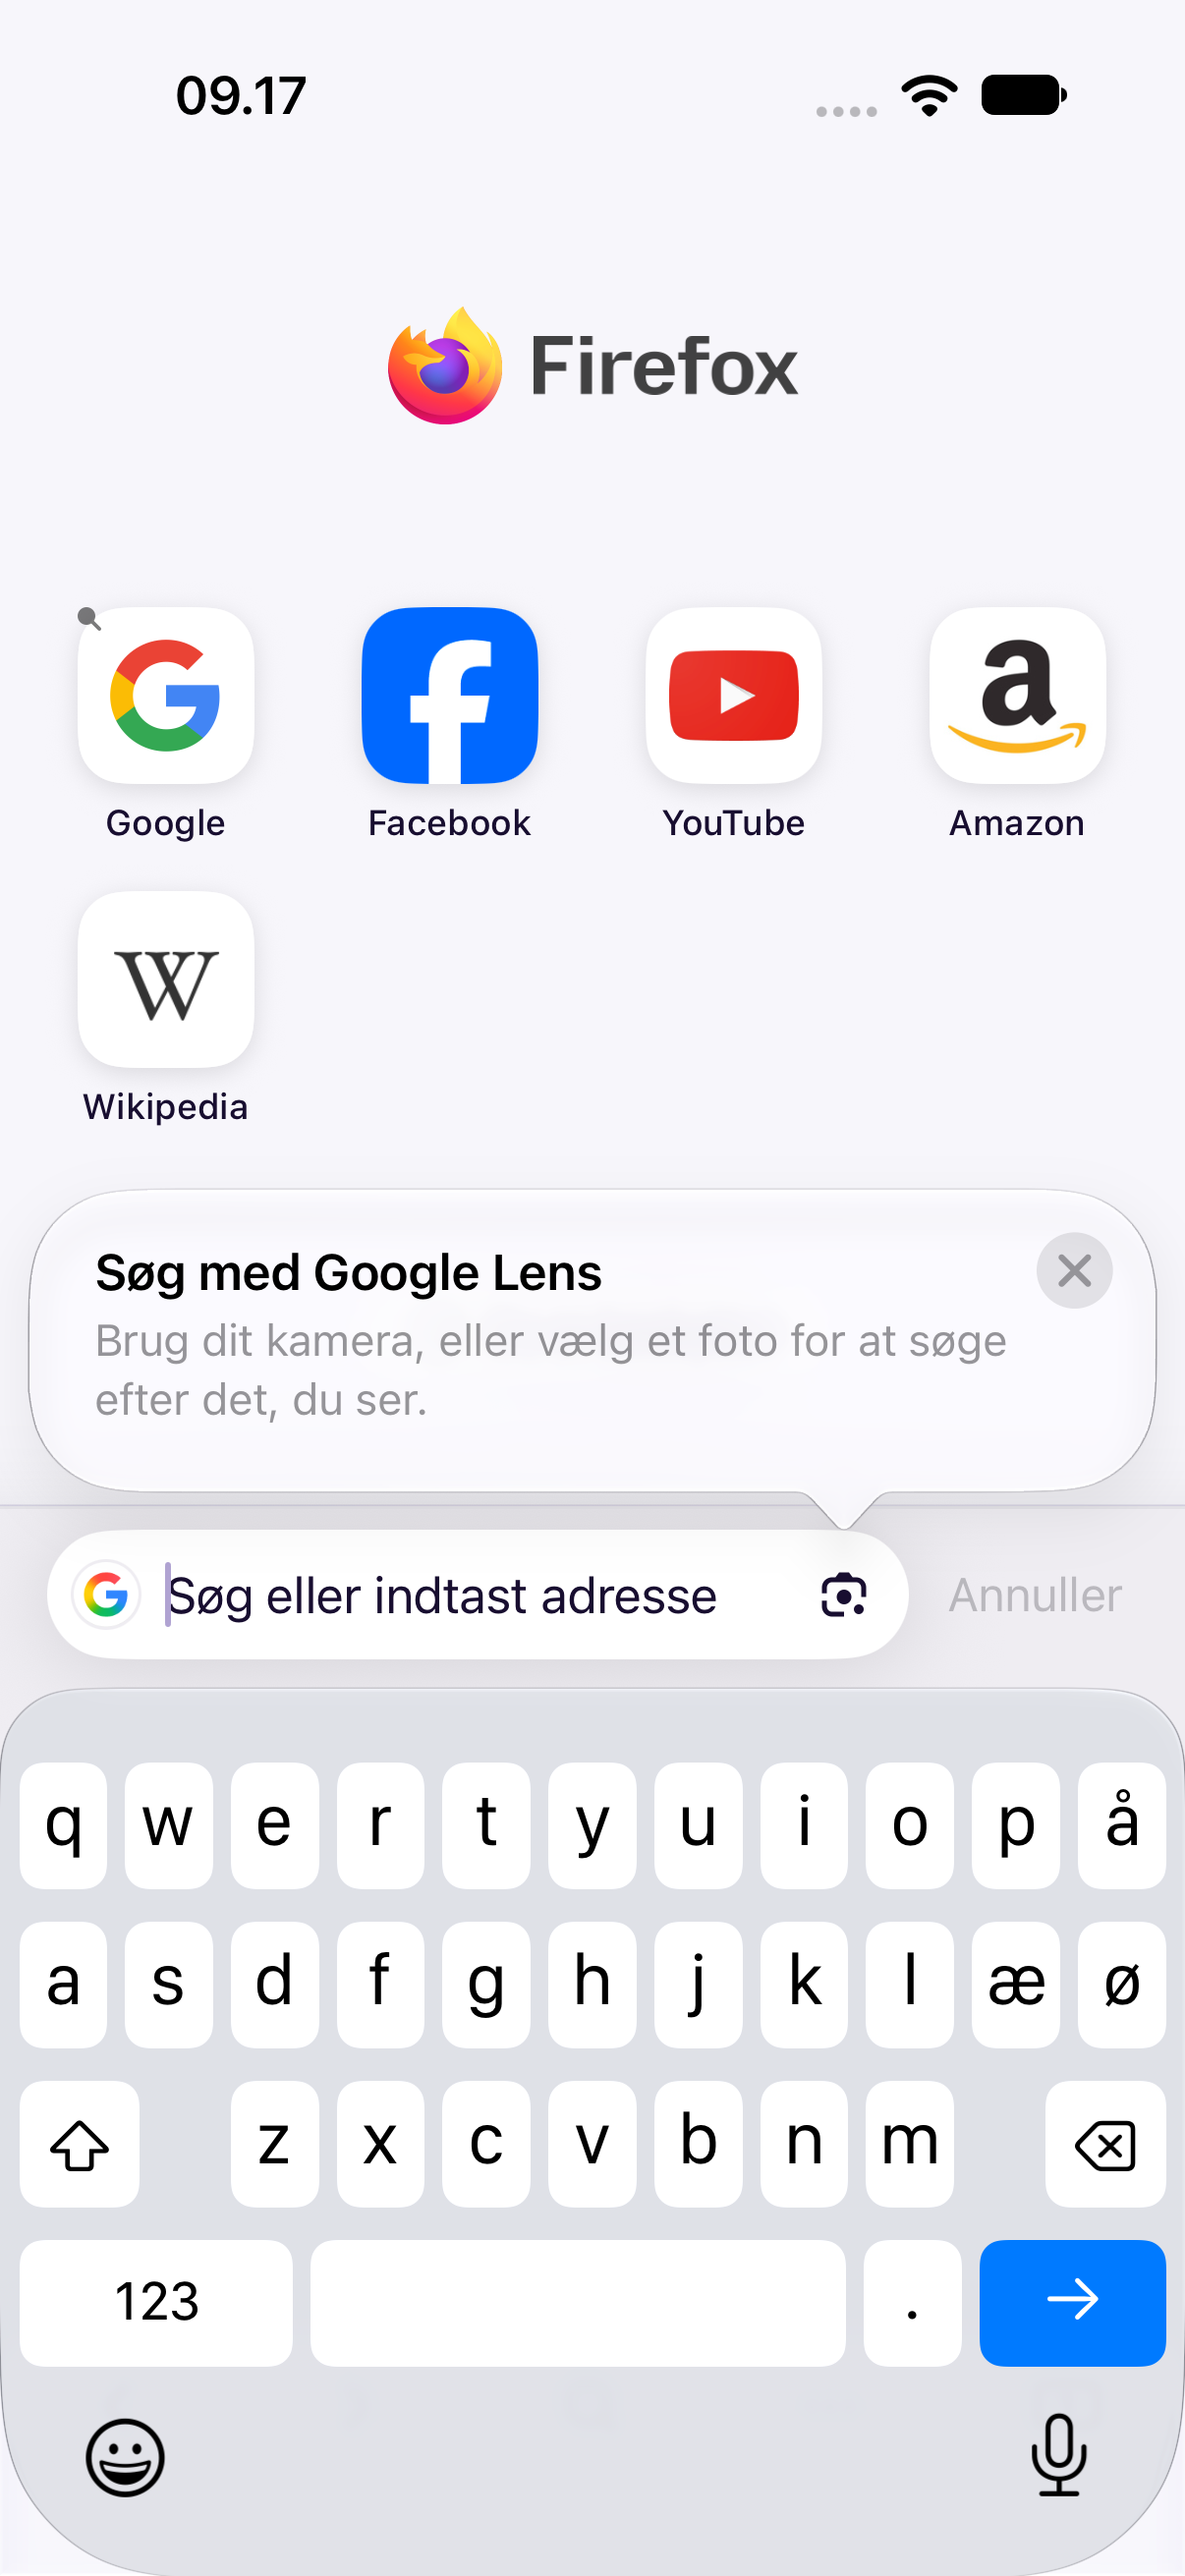 09.17
Firefox
Google
Facebook
YouTube
Amazon
W
Wikipedia
Søg med Google Lens
Brug dit kamera, eller vælg et foto for at søge
efter det, du ser.
Søg eller indtast adresse
Annuller
q w e r t y u i o p å
a s d f g h j k l æ ø
z x c v b n m
123 .